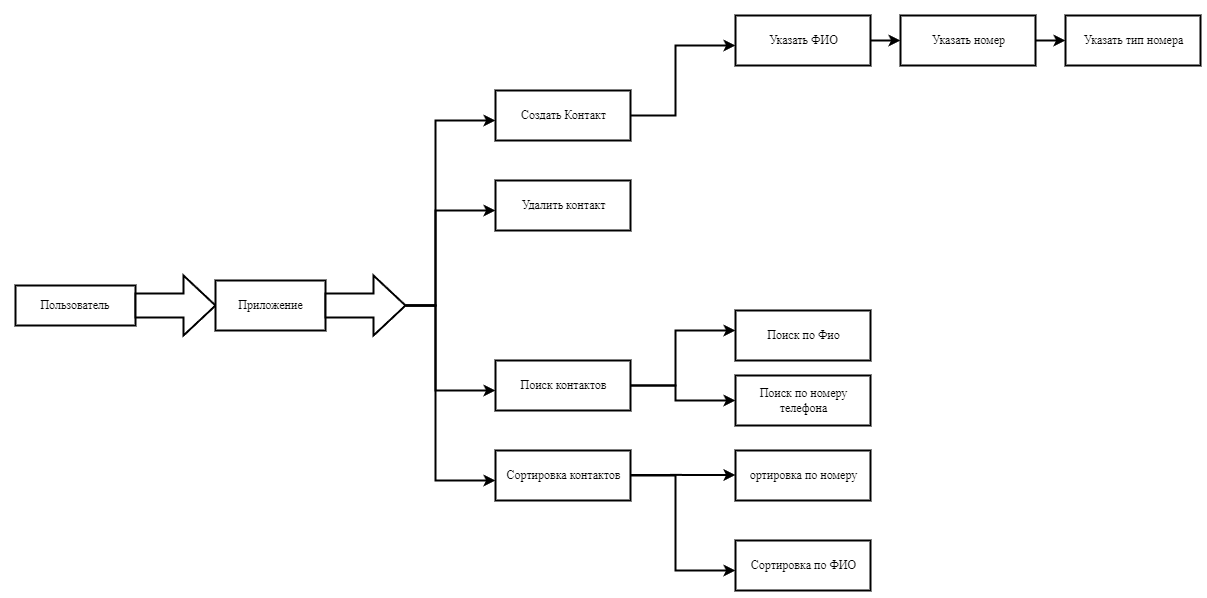 Указать ФИО
Указать номер
Указать тип номера
Создать Контакт
Удалить контакт
Пользователь
Приложение
Поиск по Фио
Поиск контактов
Поиск по номеру
телефона
Сортировка контактов
ортировка по номеру
Сортировка по ФИО